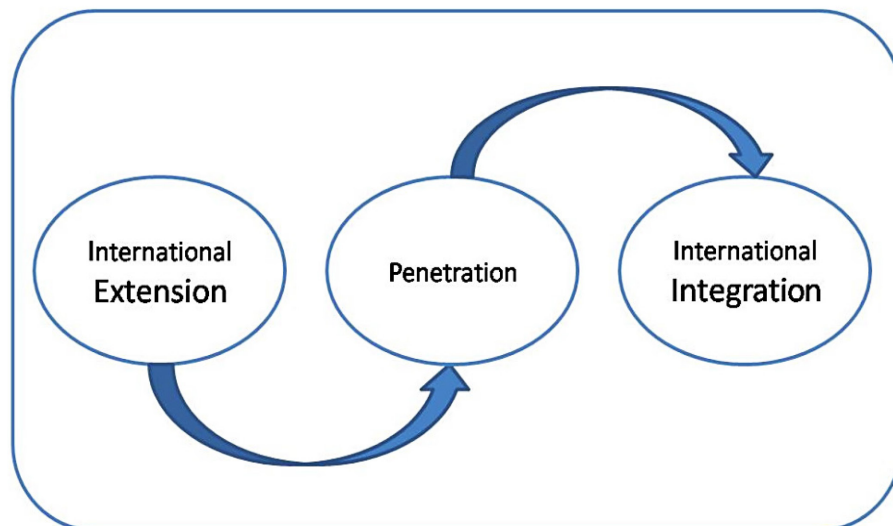 International
Extension
Penetration
International
Integration